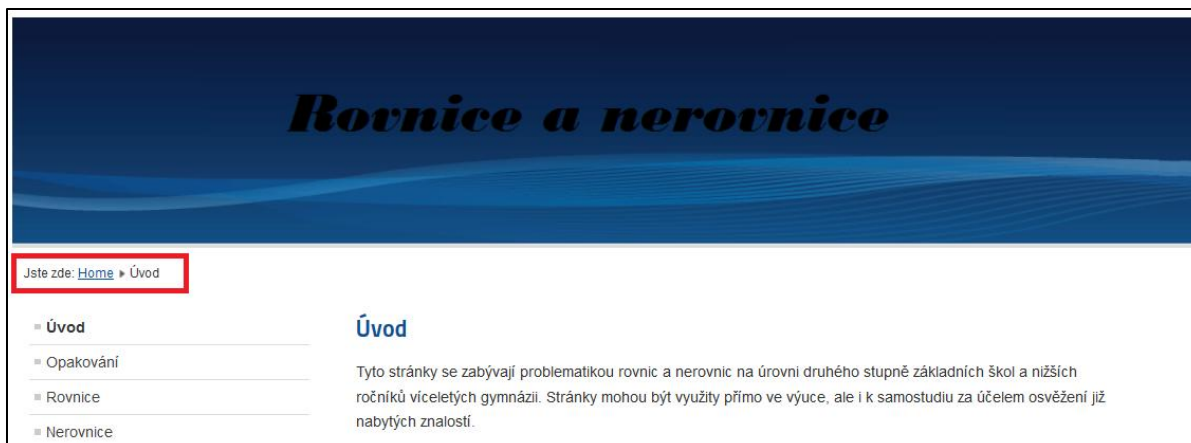 Rovnice a nerovnice
Jste zde: Home ▸ Úvod
Úvod
Opakování
Rovnice
Nerovnice
Úvod
Tyto stránky se zabývají problematikou rovnic a nerovnic na úrovni druhého stupně základních škol a nižších
ročníků víceletých gymnázií. Stránky mohou být využity přímo ve výuce, ale i k samostudiu za účelem osvěžení již
nabytých znalostí.